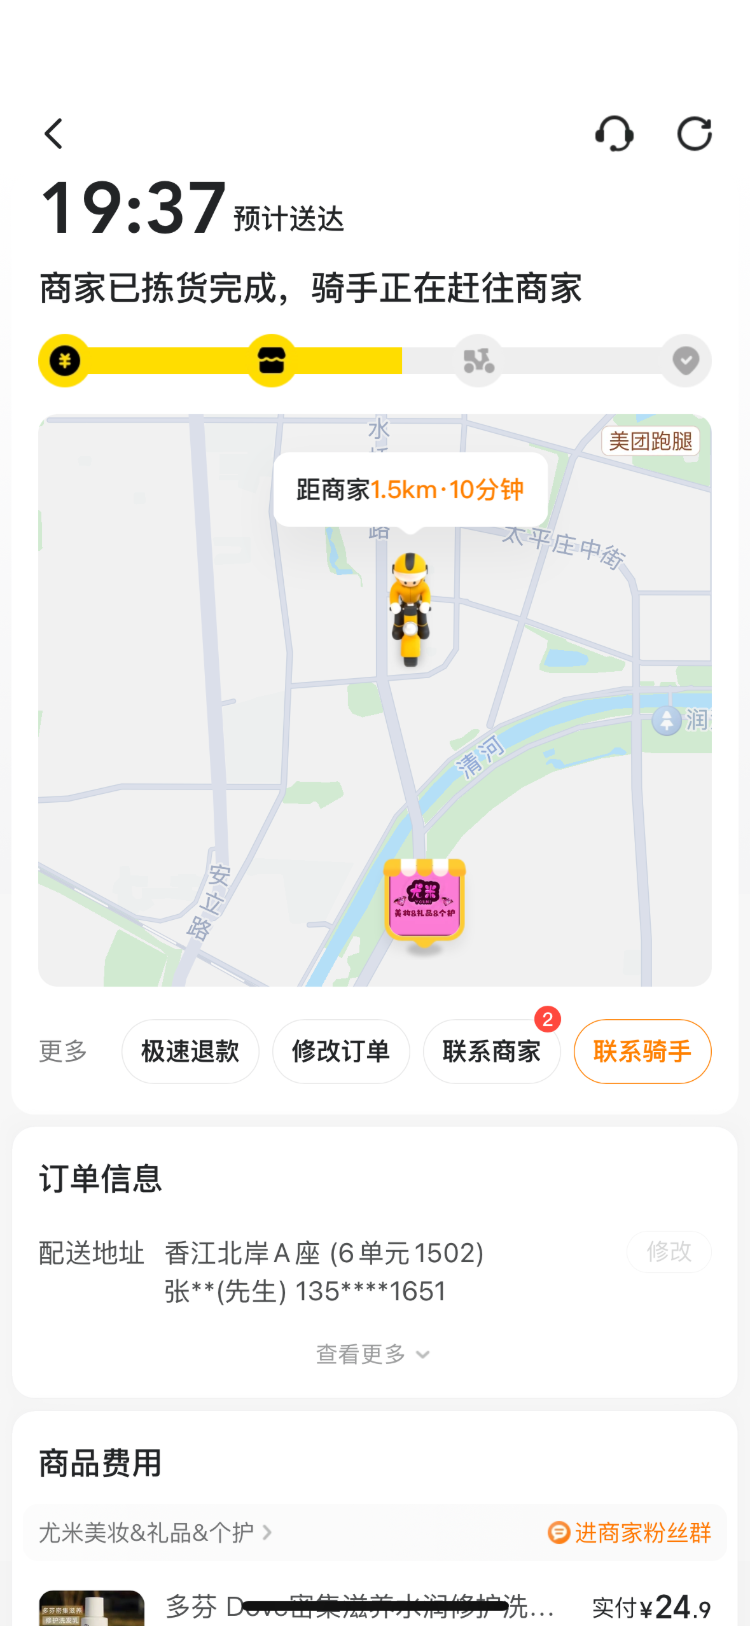 19:37 预计送达
商家已拣货完成，骑手正在赶往商家
美团跑腿
水
距商家1.5km·10分钟
路
太平庄中街
润
清河
安立路
尤米
美妆&礼品&个护
更多
极速退款
修改订单
联系商家
2
联系骑手
订单信息
配送地址 香江北岸A座 (6单元1502)
修改
张**(先生) 135****1651
查看更多
商品费用
尤米美妆&礼品&个护
进商家粉丝群
多芬 Dove密集滋养水润修护洗...
实付¥24.9